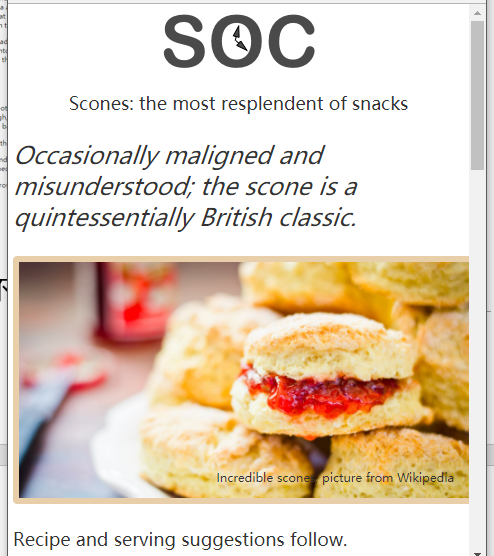 SOC
Scones: the most resplendent of snacks
Occasionally maligned and
misunderstood; the scone is a
quintessentially British classic.
Incredible scones, picture from Wikipedia
Recipe and serving suggestions follow.